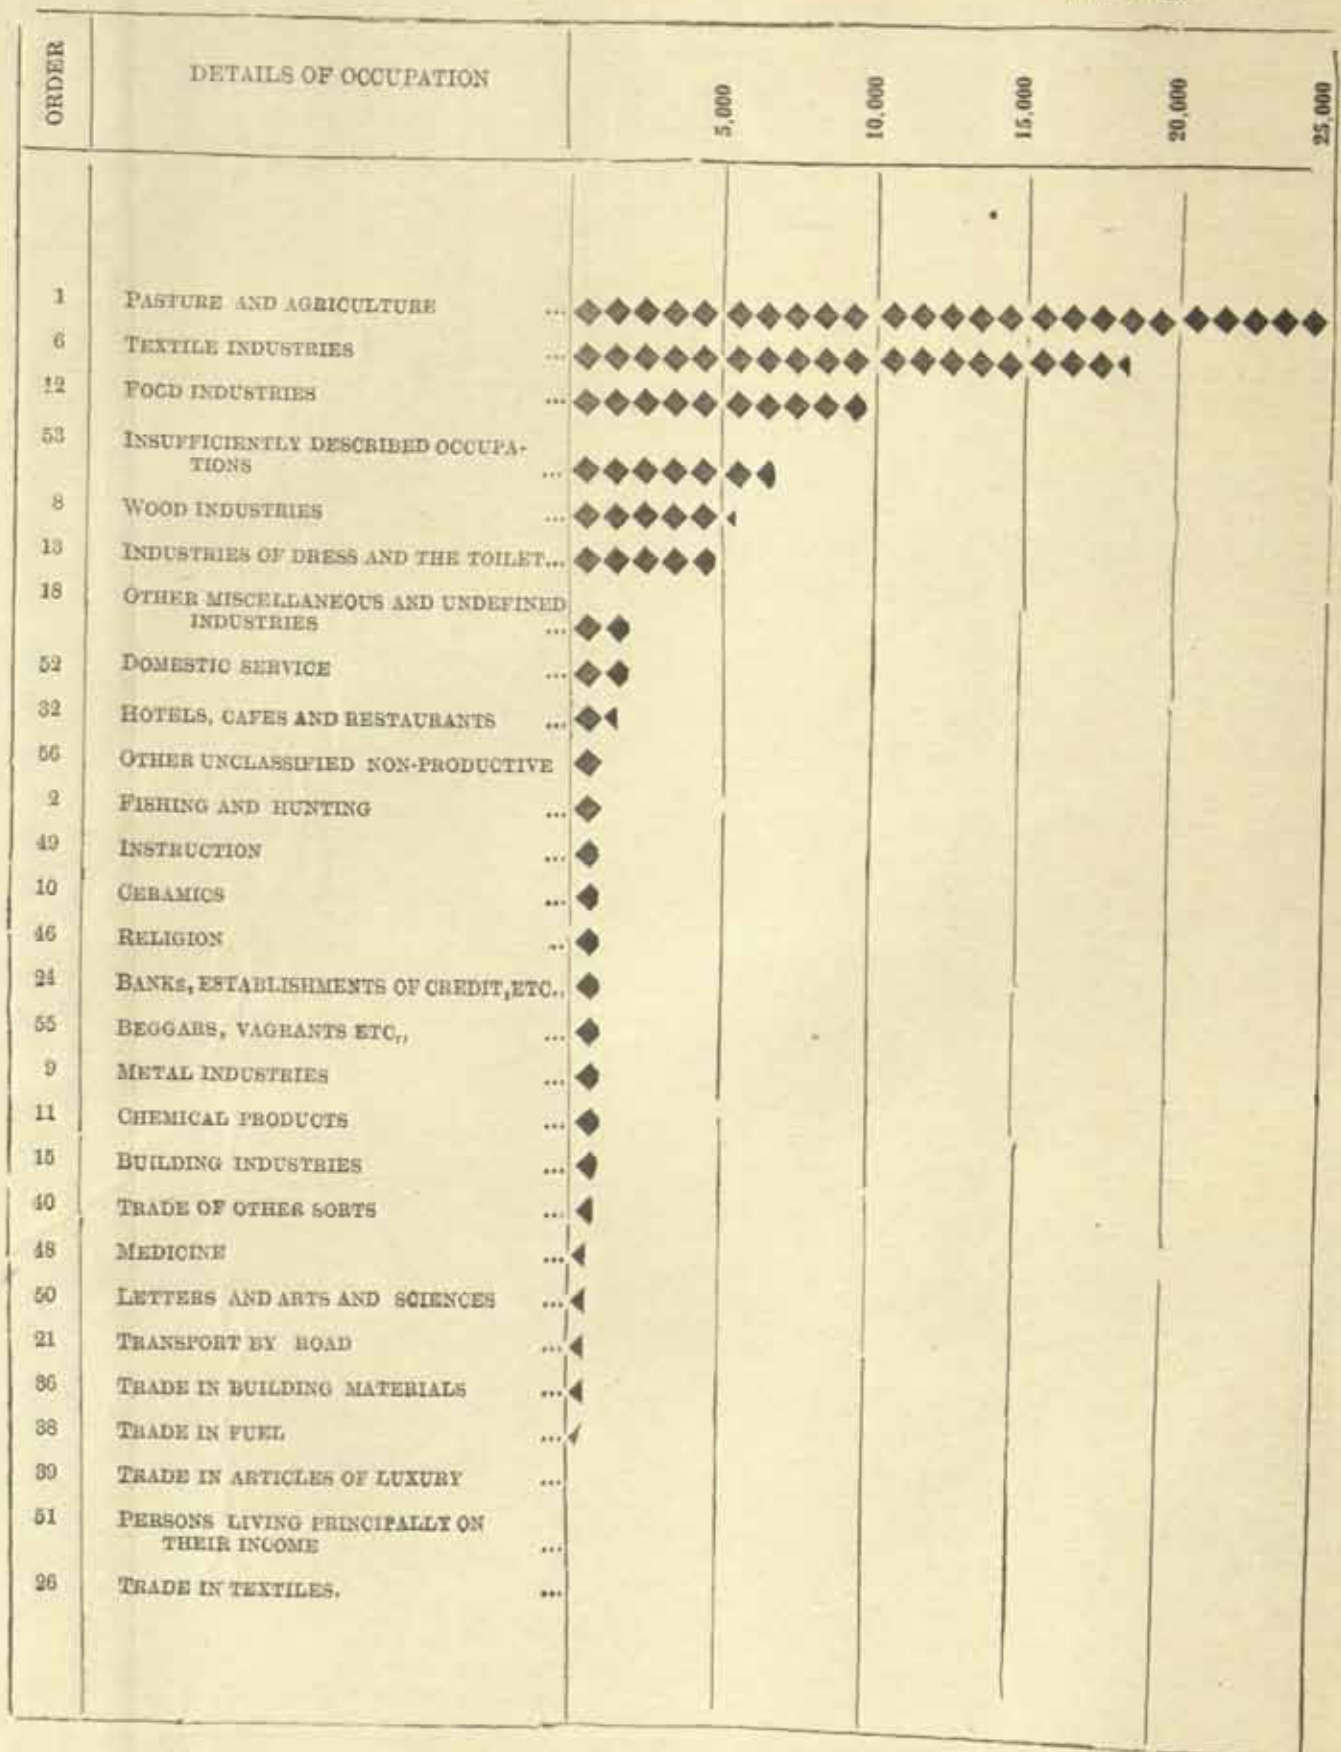 ORDER DETAILS OF OCCUPATION 5,000 10,000 15,000 20,000 25,000
1 PASTURE AND AGRICULTURE ...
6 TEXTILE INDUSTRIES ...
12 FOOD INDUSTRIES ...
53 INSUFFICIENTLY DESCRIBED OCCUPA-
TIONS ...
8 WOOD INDUSTRIES ...
13 INDUSTRIES OF DRESS AND THE TOILET...
18 OTHER MISCELLANEOUS AND UNDEFINED
INDUSTRIES ...
52 DOMESTIC SERVICE ...
32 HOTELS, CAFES AND RESTAURANTS ...
56 OTHER UNCLASSIFIED NON-PRODUCTIVE
2 FISHING AND HUNTING ...
49 INSTRUCTION ...
10 CERAMICS ...
46 RELIGION ..
24 BANKS, ESTABLISHMENTS OF CREDIT, ETC..
55 BEGGARS, VAGRANTS ETC,, ...
9 METAL INDUSTRIES ...
11 CHEMICAL PRODUCTS ...
15 BUILDING INDUSTRIES ...
40 TRADE OF OTHER SORTS ...
48 MEDICINE ...
50 LETTERS AND ARTS AND SCIENCES ...
21 TRANSPORT BY ROAD ...
36 TRADE IN BUILDING MATERIALS ...
38 TRADE IN FUEL ...
39 TRADE IN ARTICLES OF LUXURY ...
51 PERSONS LIVING PRINCIPALLY ON
THEIR INCOME ...
26 TRADE IN TEXTILES. ...